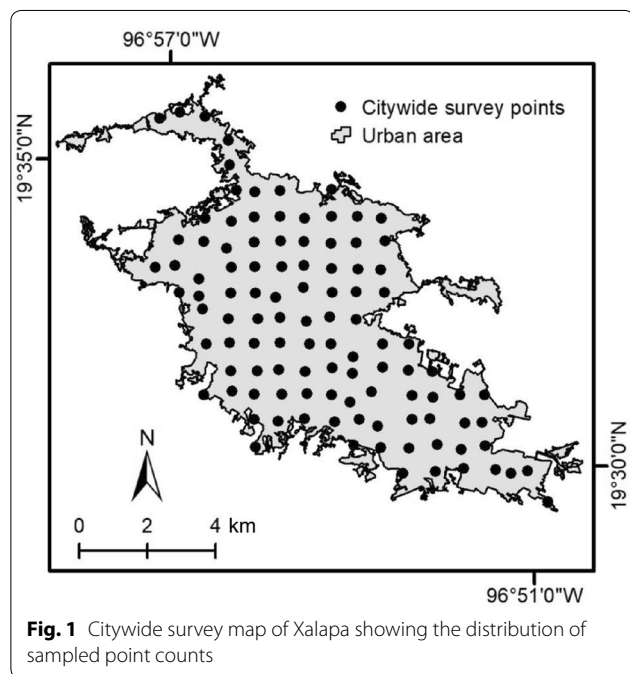 96°57'0"W
Citywide survey points
Urban area
19°35'0"N
N
0 2 4 km
19°30'0"N
96°51'0"W
Fig. 1 Citywide survey map of Xalapa showing the distribution of
sampled point counts